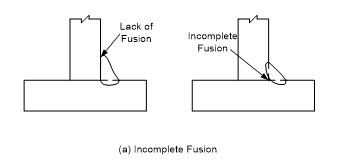 Lack of
Fusion
Incomplete
Fusion
(a) Incomplete Fusion